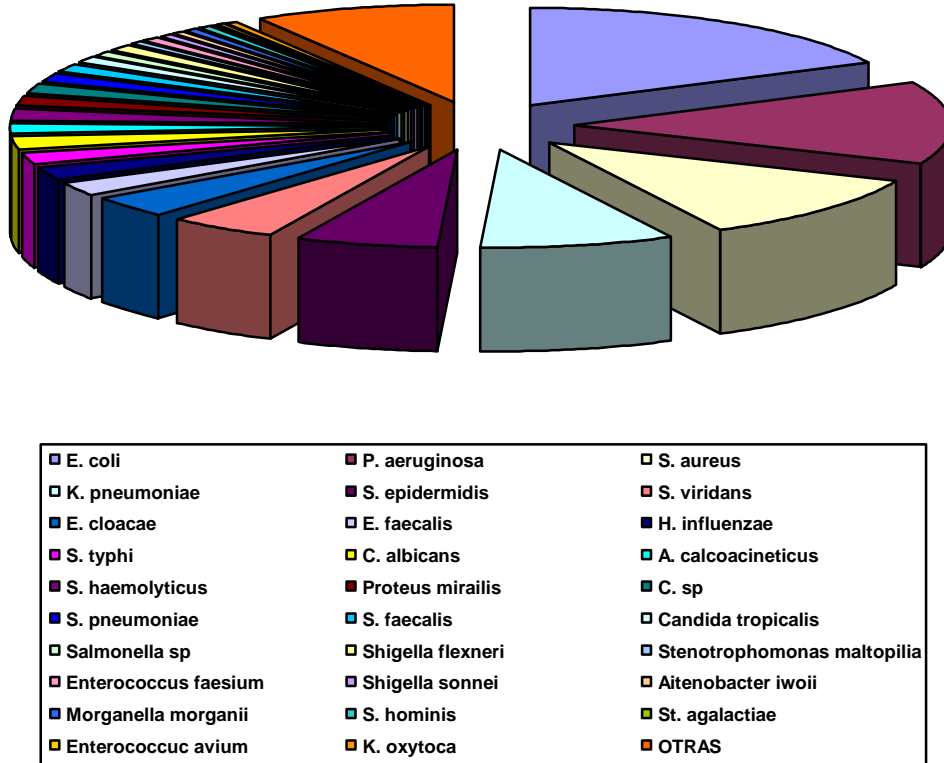 E. coli P. aeruginosa S. aureus
K. pneumoniae S. epidermidis S. viridans
E. cloacae E. faecalis H. influenzae
S. typhi C. albicans A. calcoacineticus
S. haemolyticus Proteus mirailis C. sp
S. pneumoniae S. faecalis Candida tropicalis
Salmonella sp Shigella flexneri Stenotrophomonas maltopilia
Enterococcus faesium Shigella sonnei Aitenobacter iwoii
Morganella morganii S. hominis St. agalactiae
Enterococcuc avium K. oxytoca OTRAS